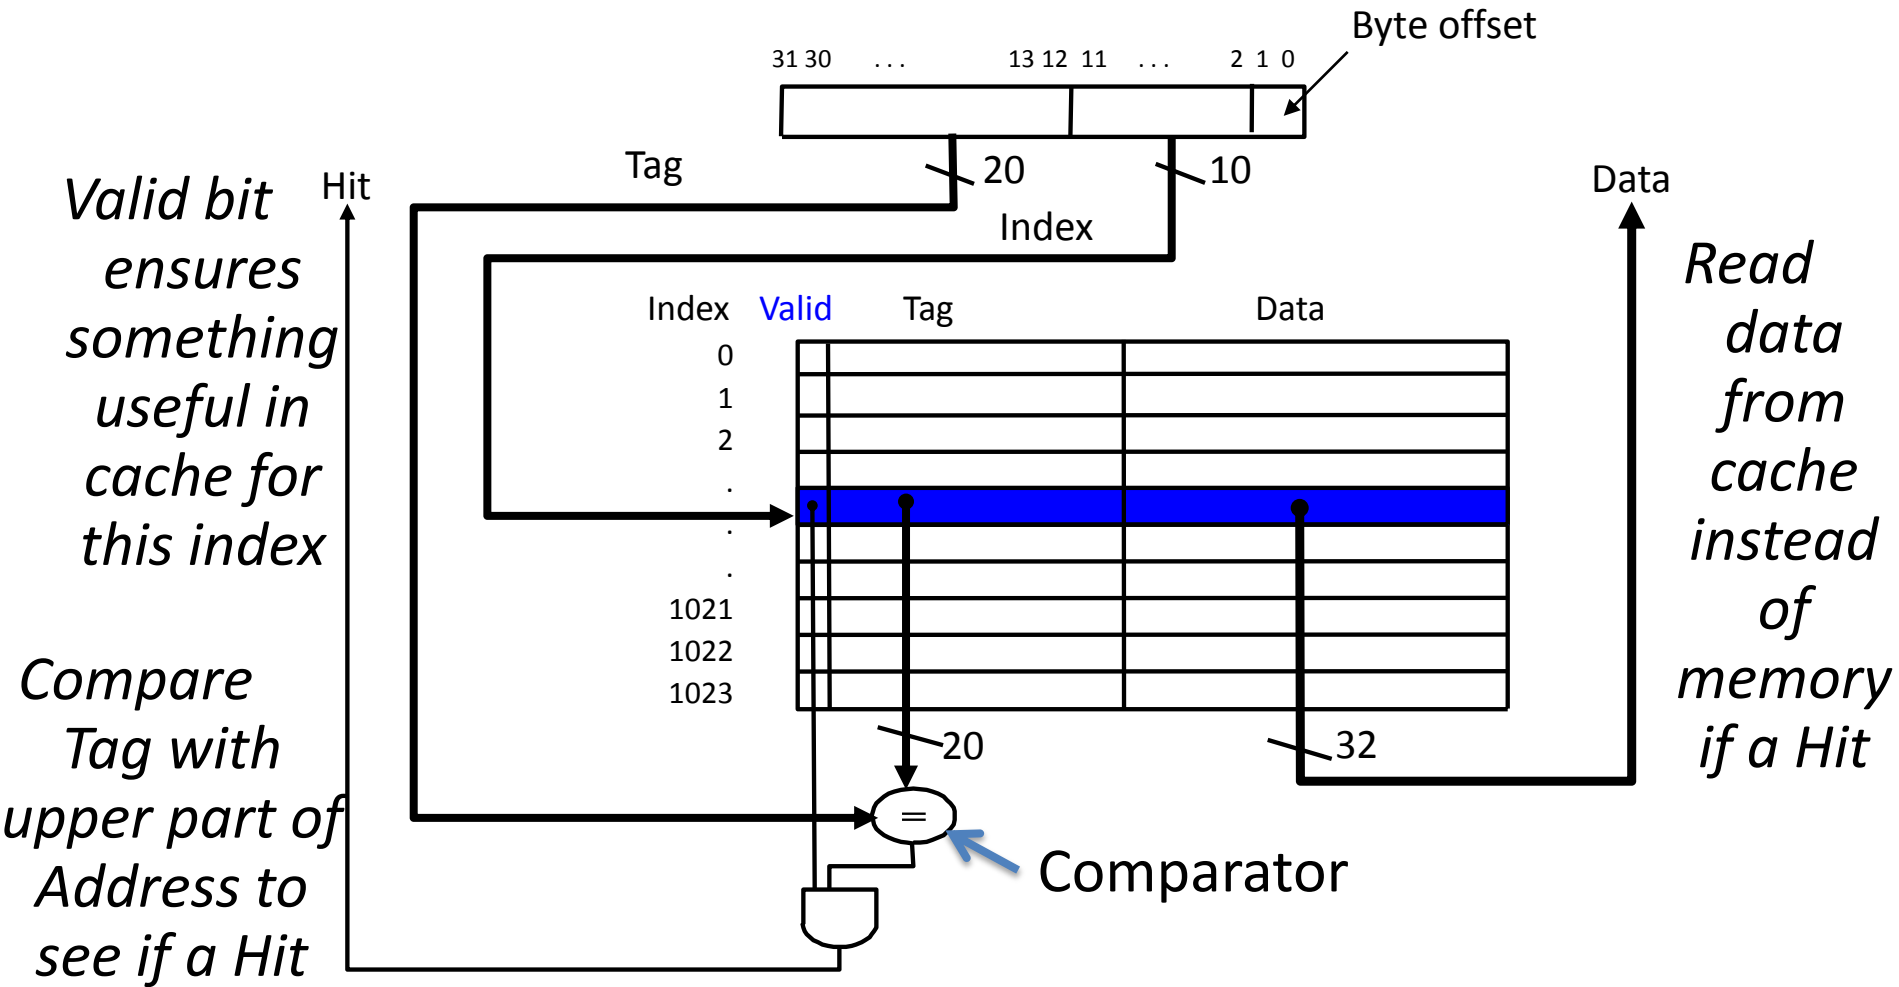 Byte offset
31 30 . . . 13 12 11 . . . 2 1 0
Tag
20
10
Hit
Data
Index
Valid bit
ensures
something
useful in
cache for
this index
Compare
Tag with
upper part of
Address to
see if a Hit
Index Valid Tag Data
0
1
2
.
.
.
1021
1022
1023
20
32
=
Comparator
Read
data
from
cache
instead
of
memory
if a Hit